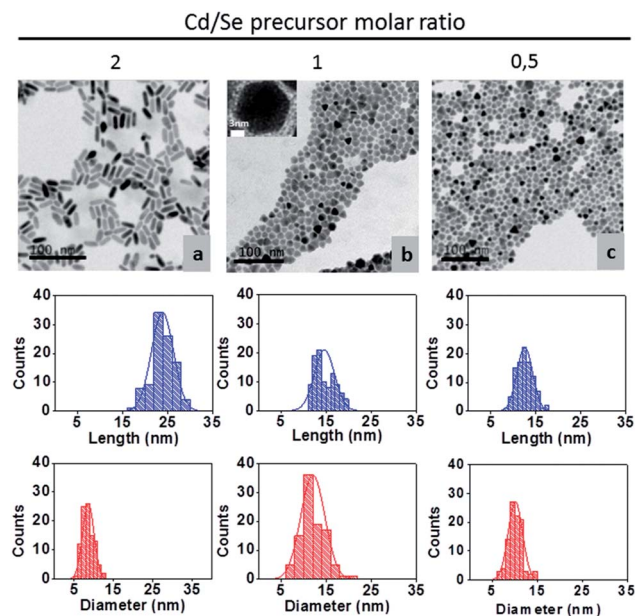 Cd/Se precursor molar ratio
2 1 0,5
3nm
100 nm a 100 nm b 100 nm c
40 40 40
30 30 30
20 20 20
10 10 10
0 0 0
Counts Counts Counts
5 15 25 35 5 15 25 35 5 15 25 35
Length (nm) Length (nm) Length (nm)
40 40 40
30 30 30
20 20 20
10 10 10
0 0 0
Counts Counts Counts
5 15 25 35 5 15 25 35 5 15 25 35
Diameter (nm) Diameter (nm) Diameter (nm)